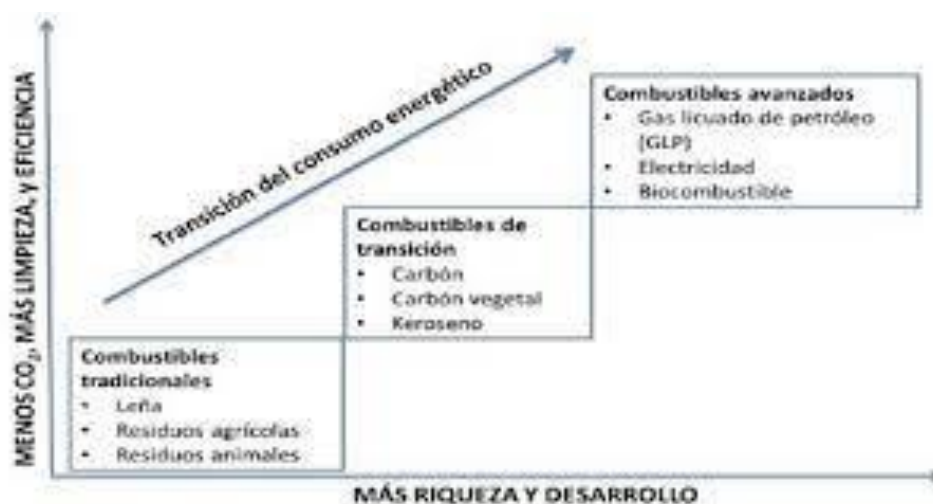 MENOS CO₂, MÁS LIMPIEZA, y EFICIENCIA
Transición del consumo energético
Combustibles avanzados
• Gas licuado de petróleo
(GLP)
• Electricidad
• Biocombustible
Combustibles de
transición
• Carbón
• Carbón vegetal
• Keroseno
Combustibles
tradicionales
• Leña
• Residuos agrícolas
• Residuos animales
MÁS RIQUEZA Y DESARROLLO